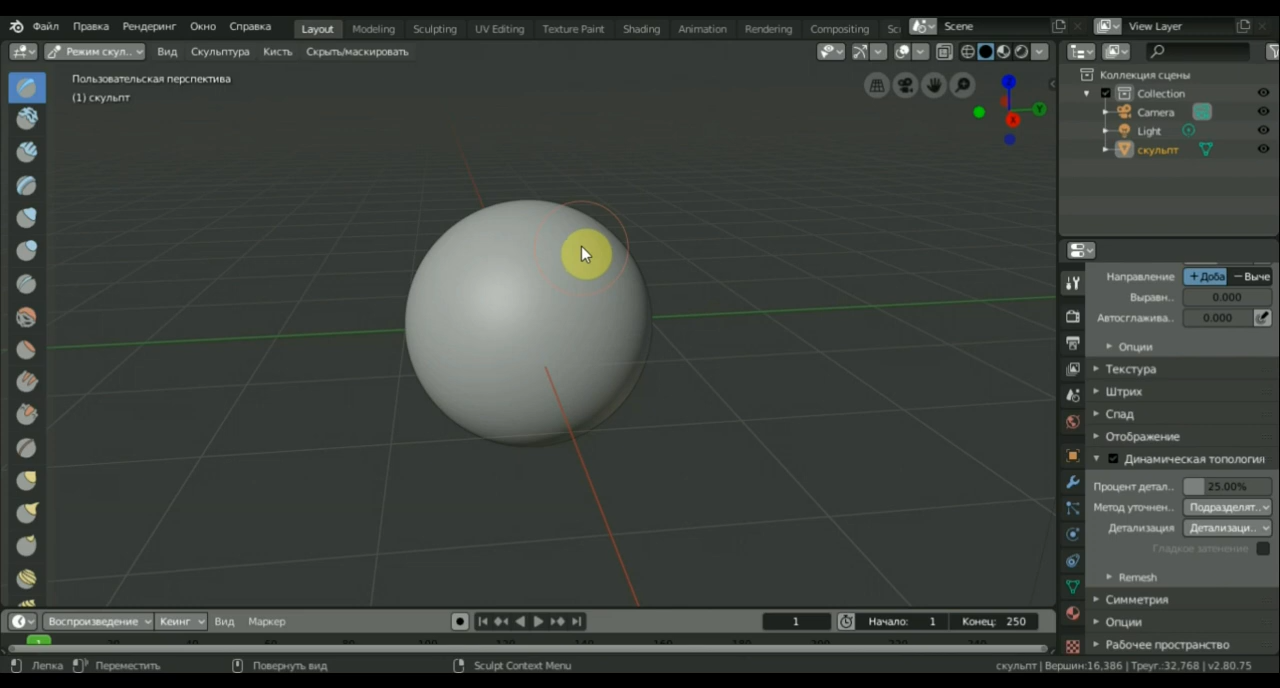 Файл Правка Рендеринг Окно Справка Layout Modeling Sculpting UV Editing Texture Paint Shading Animation Rendering Compositing Sc Scene View Layer
Режим скул.. Вид Скульптура Кисть Скрыть/маскировать
Пользовательская перспектива
(1) скульпт
X Y
Коллекция сцены
Collection
Camera
Light
скульпт
Направление + Доба — Выче
Выравн.. 0.000
Автосглажива.. 0.000
Опции
Текстура
Штрих
Спад
Отображение
Динамическая топология
Процент детал.. 25.00%
Метод уточнен.. Подразделят..
Детализация Детализаци..
Гладкое затенение
Remesh
Симметрия
Опции
Рабочее пространство
Воспроизведение Кеинг Вид Маркер 1 Начало: 1 Конец: 250
1
Лепка Переместить Повернуть вид Sculpt Context Menu скульпт | Вершин:16,386 | Треуг.:32,768 | v2.80.75